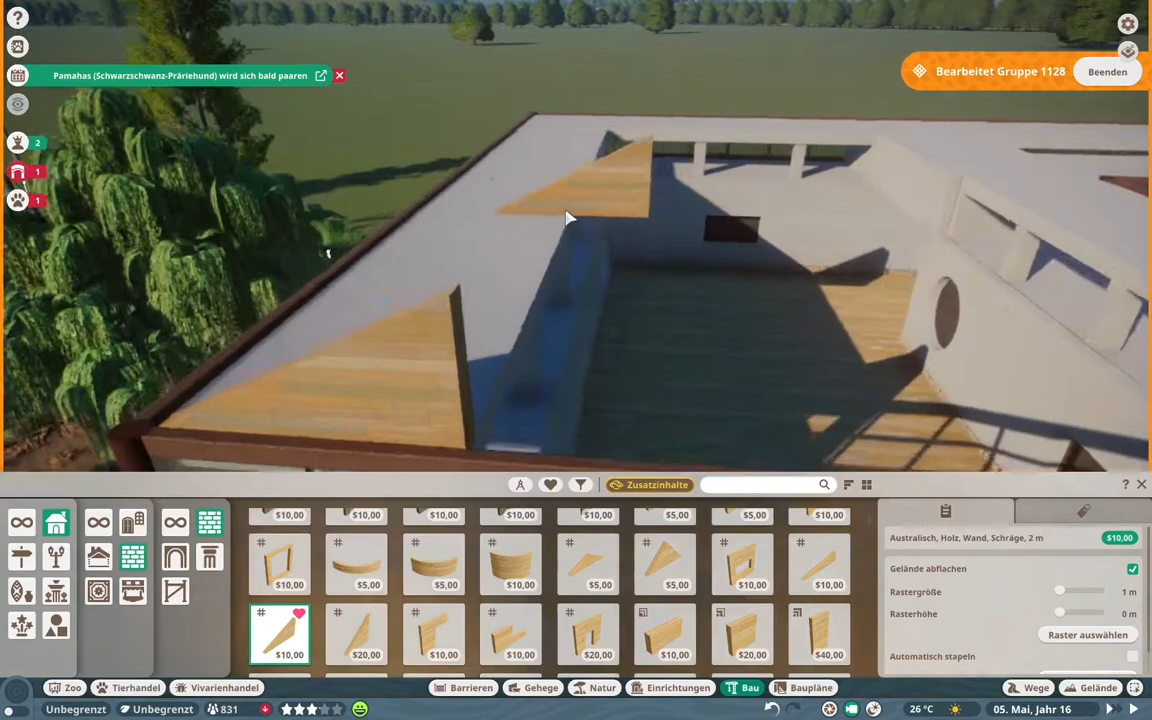 ?
Pamahas (Schwarzschwanz-Präriehund) wird sich bald paaren
Bearbeitet Gruppe 1128
Beenden
2
1
1
Zusatzinhalte
?
$10,00 $10,00 $10,00 $10,00 $5,00 $5,00 $5,00 $10,00
$10,00 $5,00 $5,00 $10,00 $5,00 $5,00 $10,00 $10,00
$10,00 $20,00 $10,00 $10,00 $20,00 $10,00 $20,00 $40,00
Australisch, Holz, Wand, Schräge, 2 m $10,00
Gelände abflachen
Rastergröße 1 m
Rasterhöhe 0 m
Raster auswählen
Automatisch stapeln
Zoo Tierhandel Vivarienhandel Barrieren Gehege Natur Einrichtungen Bau Baupläne Wege Gelände
Unbegrenzt Unbegrenzt 831 26 °C 05. Mai, Jahr 16